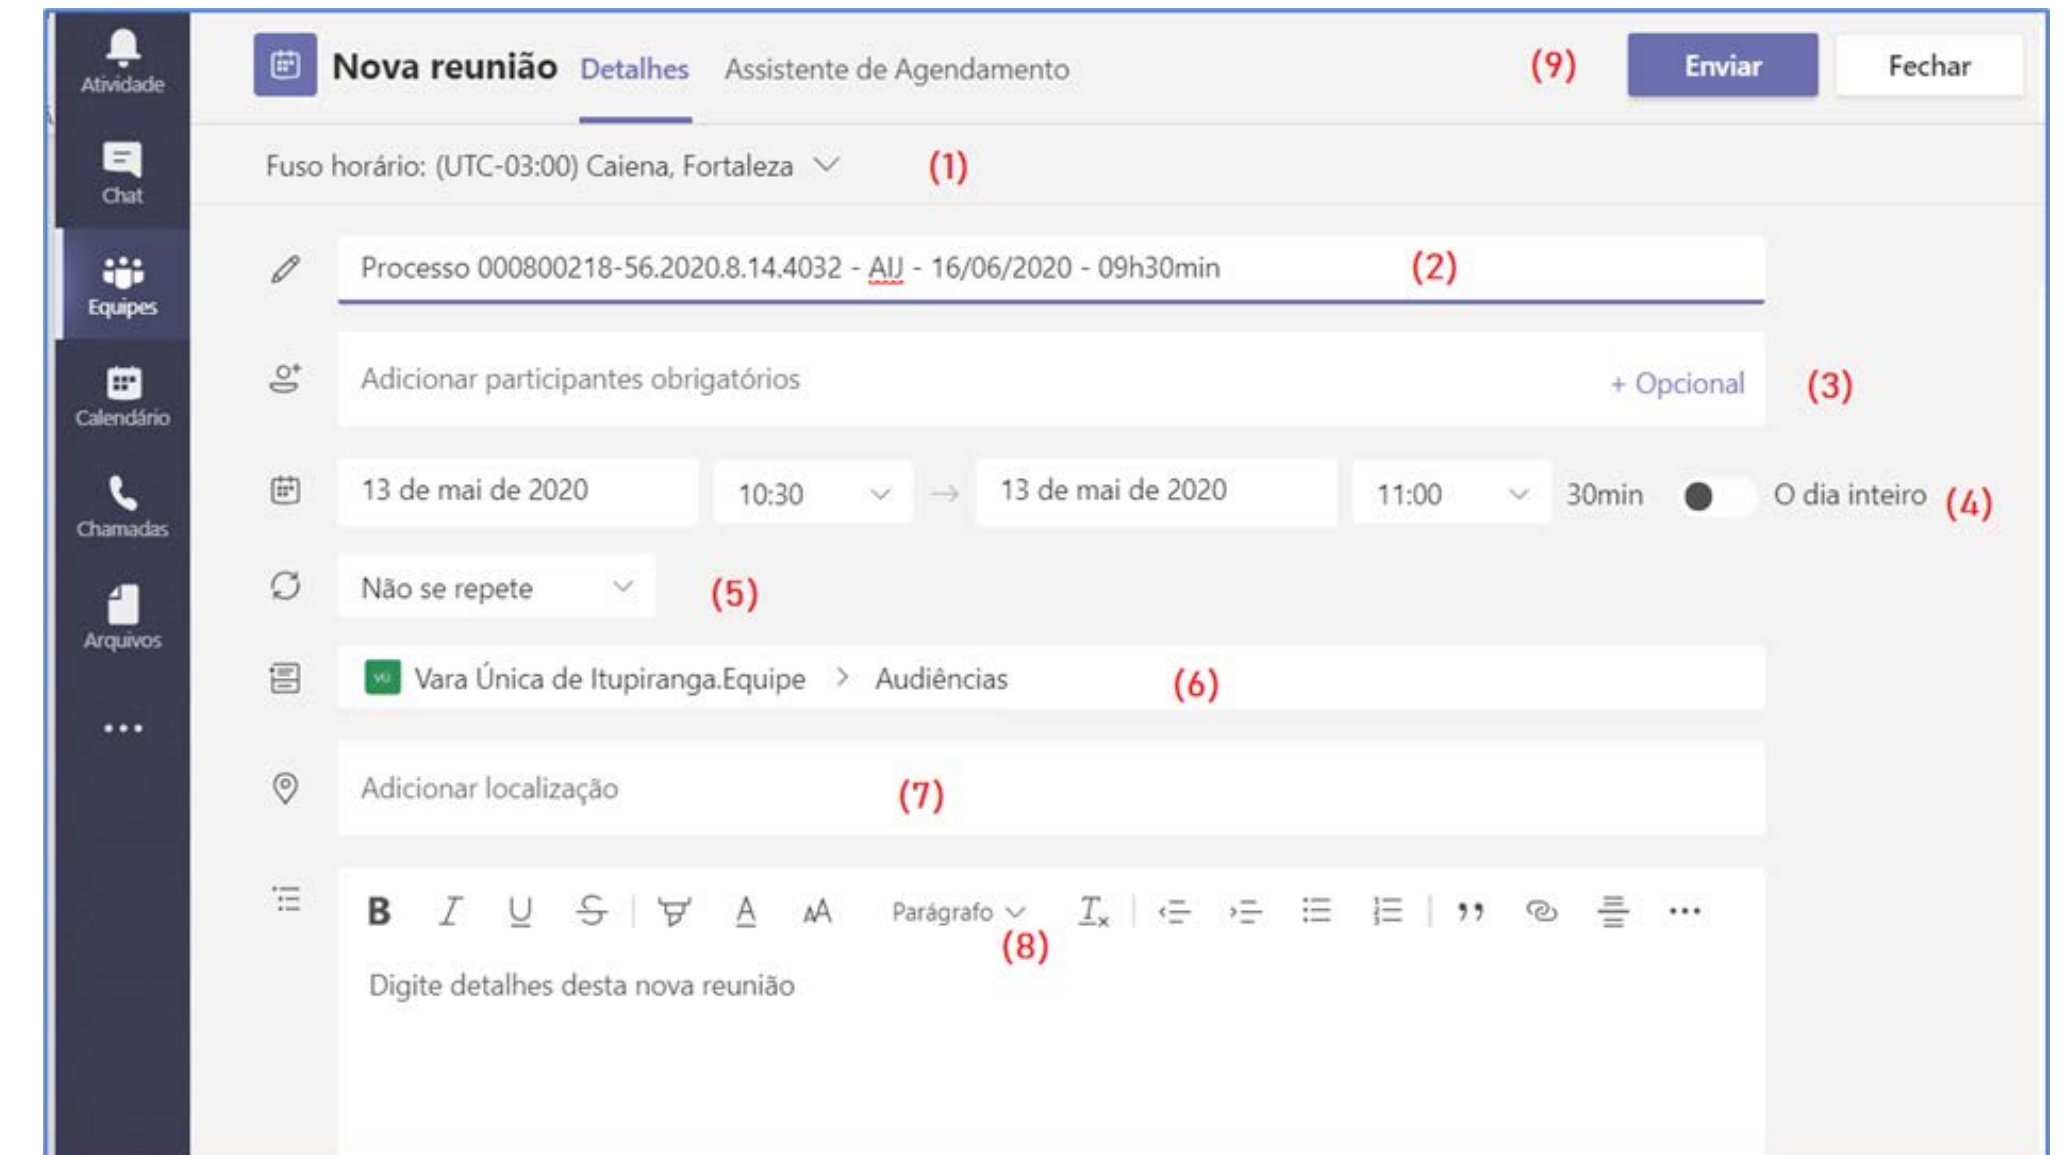 Atividade
Chat
Equipes
Calendário
Chamadas
Arquivos
Nova reunião Detalhes Assistente de Agendamento (9) Enviar Fechar
Fuso horário: (UTC-03:00) Caiena, Fortaleza (1)
Processo 000800218-56.2020.8.14.4032 - AIJ - 16/06/2020 - 09h30min (2)
Adicionar participantes obrigatórios + Opcional (3)
13 de mai de 2020 10:30 → 13 de mai de 2020 11:00 30min O dia inteiro (4)
Não se repete (5)
VÚ Vara Única de Itupiranga.Equipe > Audiências (6)
Adicionar localização (7)
B I U S A AA Parágrafo Tx
(8)
Digite detalhes desta nova reunião